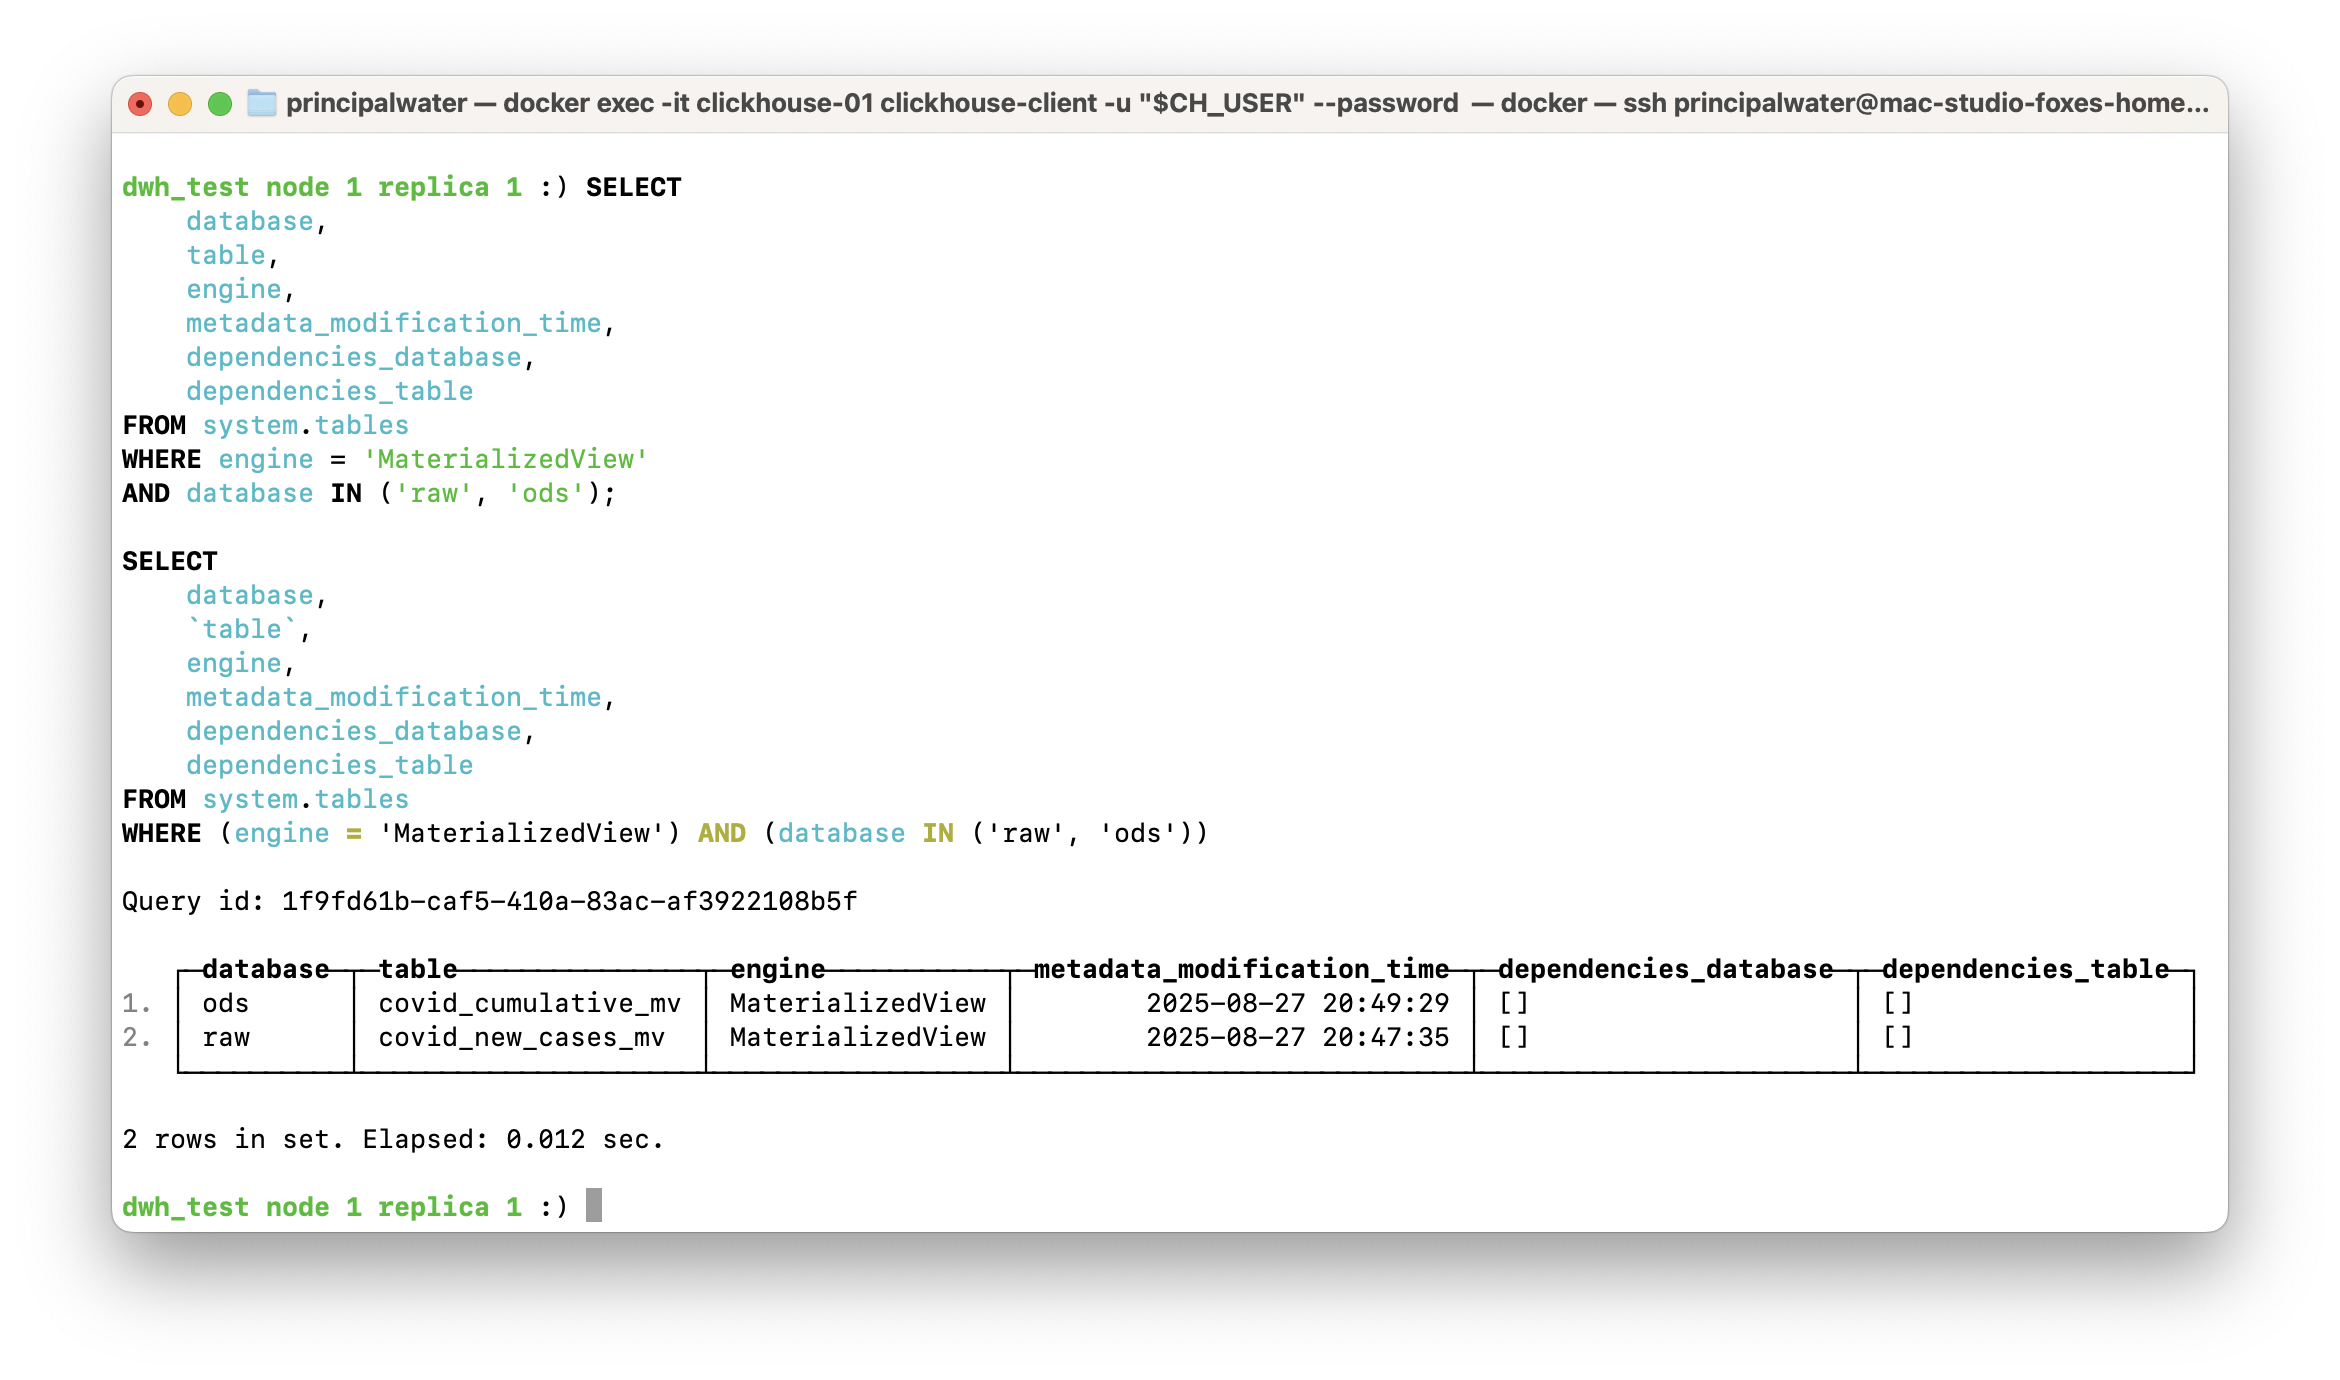 principalwater — docker exec -it clickhouse-01 clickhouse-client -u "$CH_USER" --password — docker — ssh principalwater@mac-studio-foxes-home...
dwh_test node 1 replica 1 :) SELECT
    database,
    table,
    engine,
    metadata_modification_time,
    dependencies_database,
    dependencies_table
FROM system.tables
WHERE engine = 'MaterializedView'
AND database IN ('raw', 'ods');
SELECT
    database,
    `table`,
    engine,
    metadata_modification_time,
    dependencies_database,
    dependencies_table
FROM system.tables
WHERE (engine = 'MaterializedView') AND (database IN ('raw', 'ods'))
Query id: 1f9fd61b-caf5-410a-83ac-af3922108b5f
database table engine metadata_modification_time dependencies_database dependencies_table
1. ods covid_cumulative_mv MaterializedView 2025-08-27 20:49:29 [] []
2. raw covid_new_cases_mv MaterializedView 2025-08-27 20:47:35 [] []
2 rows in set. Elapsed: 0.012 sec.
dwh_test node 1 replica 1 :)